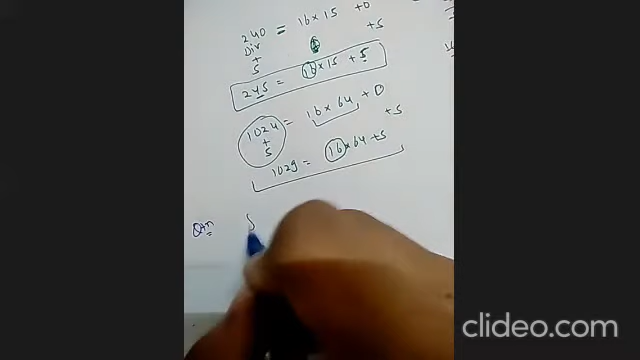 240 = 16×15 +0
Div +5
+
5
245 = 16×15 + 5
1024 = 16×64 + 0
+ +5
5
1029 = 16×64 +5
Qn
clideo.com